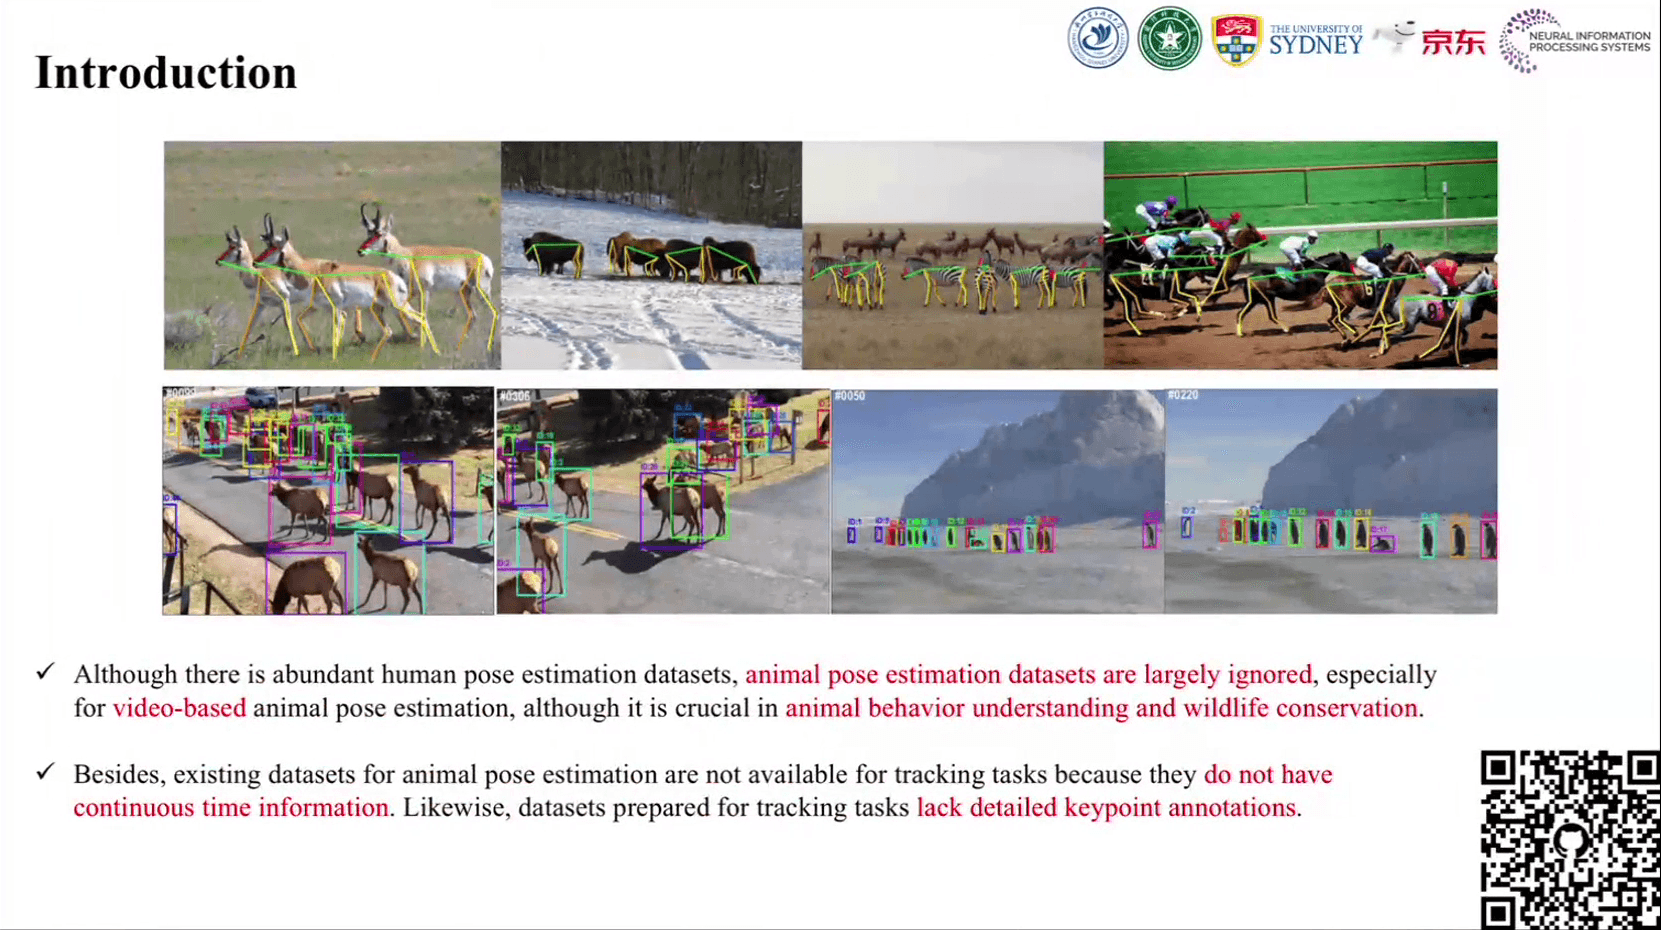 THE UNIVERSITY OF
SYDNEY
京东
NEURAL INFORMATION
PROCESSING SYSTEMS
Introduction
#0306
#0050
#0220
Although there is abundant human pose estimation datasets, animal pose estimation datasets are largely ignored, especially
for video-based animal pose estimation, although it is crucial in animal behavior understanding and wildlife conservation.
Besides, existing datasets for animal pose estimation are not available for tracking tasks because they do not have
continuous time information. Likewise, datasets prepared for tracking tasks lack detailed keypoint annotations.